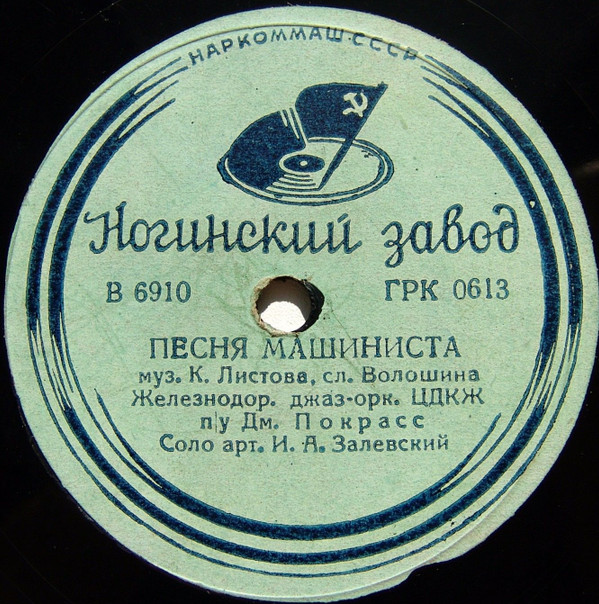 НАРКОММАШ·СССР
Ногинский завод
В 6910 ГРК 0613
ПЕСНЯ МАШИНИСТА
муз. К. Листова, сл. Волошина
Железнодор. джаз-орк. ЦДКЖ
п/у Дм. Покрасс
Соло арт. И. А. Залевский